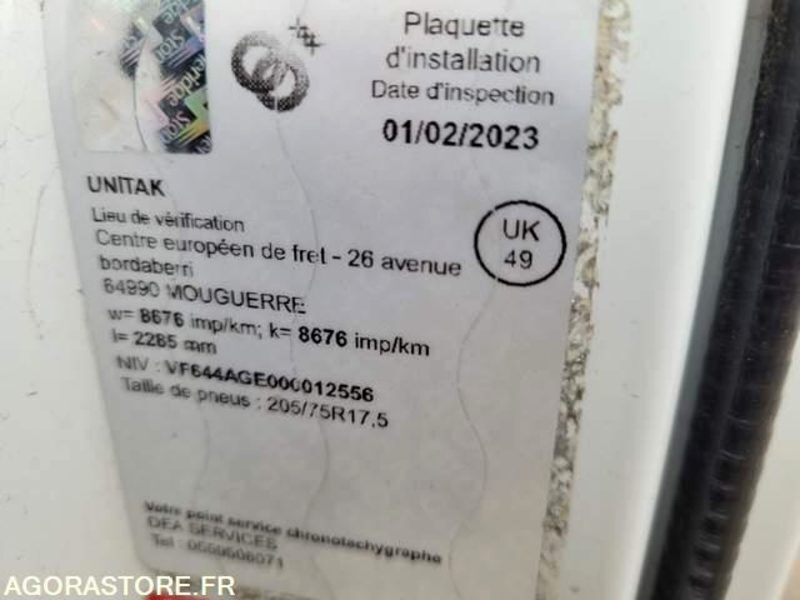 Plaquette
d'installation
Date d'inspection
01/02/2023
UNITAK
Lieu de vérification
Centre européen de fret - 26 avenue
bordaberri
64990 MOUGUERRE
w= 8676 imp/km; k= 8676 imp/km
l= 2285 mm
NIV : VF644AGE000012556
Taille de pneus : 205/75R17,5
UK
49
Votre point service chronotachygraphe
DEA SERVICES
Tel :
AGORASTORE.FR